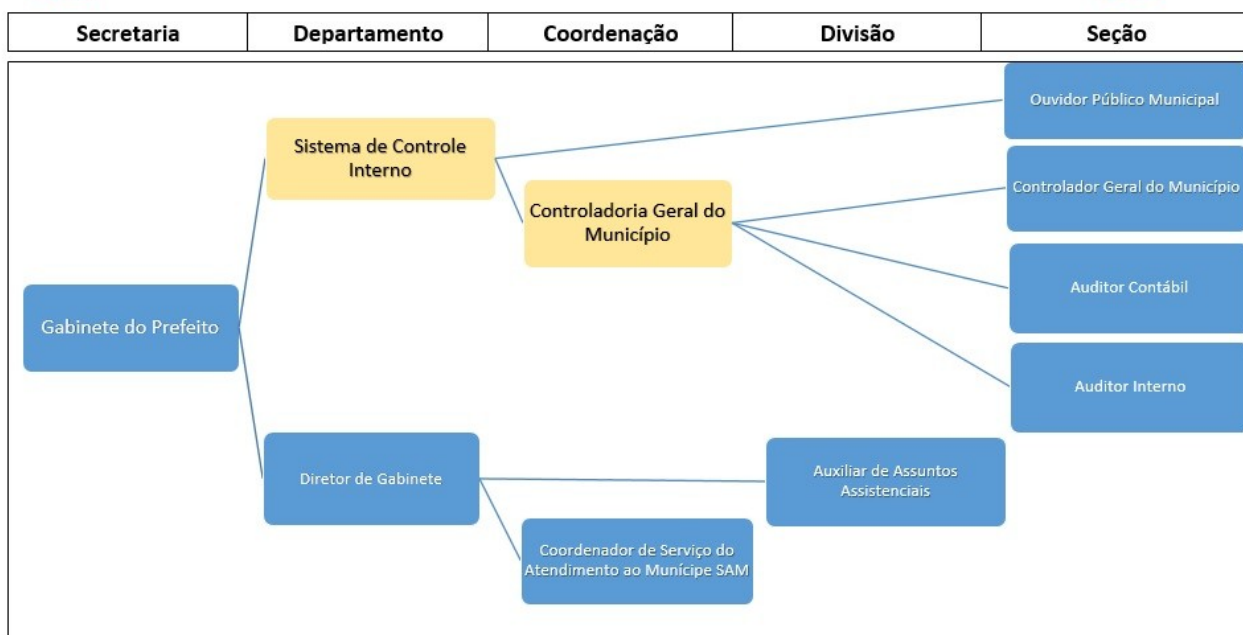 Secretaria
Departamento
Coordenação
Divisão
Seção
Ouvidor Público Municipal
Sistema de Controle
Interno
Controladoria Geral do
Município
Controlador Geral do Município
Auditor Contábil
Gabinete do Prefeito
Auditor Interno
Diretor de Gabinete
Auxiliar de Assuntos
Assistenciais
Coordenador de Serviço do
Atendimento ao Munícipe SAM